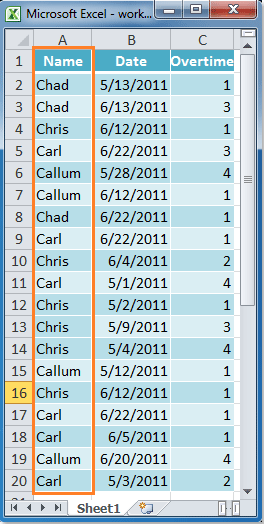 Microsoft Excel - work...
A B C
1 Name Date Overtime
2 Chad 5/13/2011 1
3 Chad 6/13/2011 3
4 Chris 6/12/2011 1
5 Carl 6/22/2011 3
6 Callum 5/28/2011 4
7 Callum 6/12/2011 1
8 Chad 6/22/2011 1
9 Carl 6/22/2011 1
10 Chris 6/4/2011 2
11 Carl 5/1/2011 4
12 Chris 5/2/2011 1
13 Chris 5/9/2011 3
14 Chris 5/4/2011 4
15 Callum 5/12/2011 1
16 Chris 6/12/2011 1
17 Carl 6/22/2011 1
18 Carl 6/5/2011 1
19 Callum 6/20/2011 4
20 Carl 5/3/2011 2
Sheet1